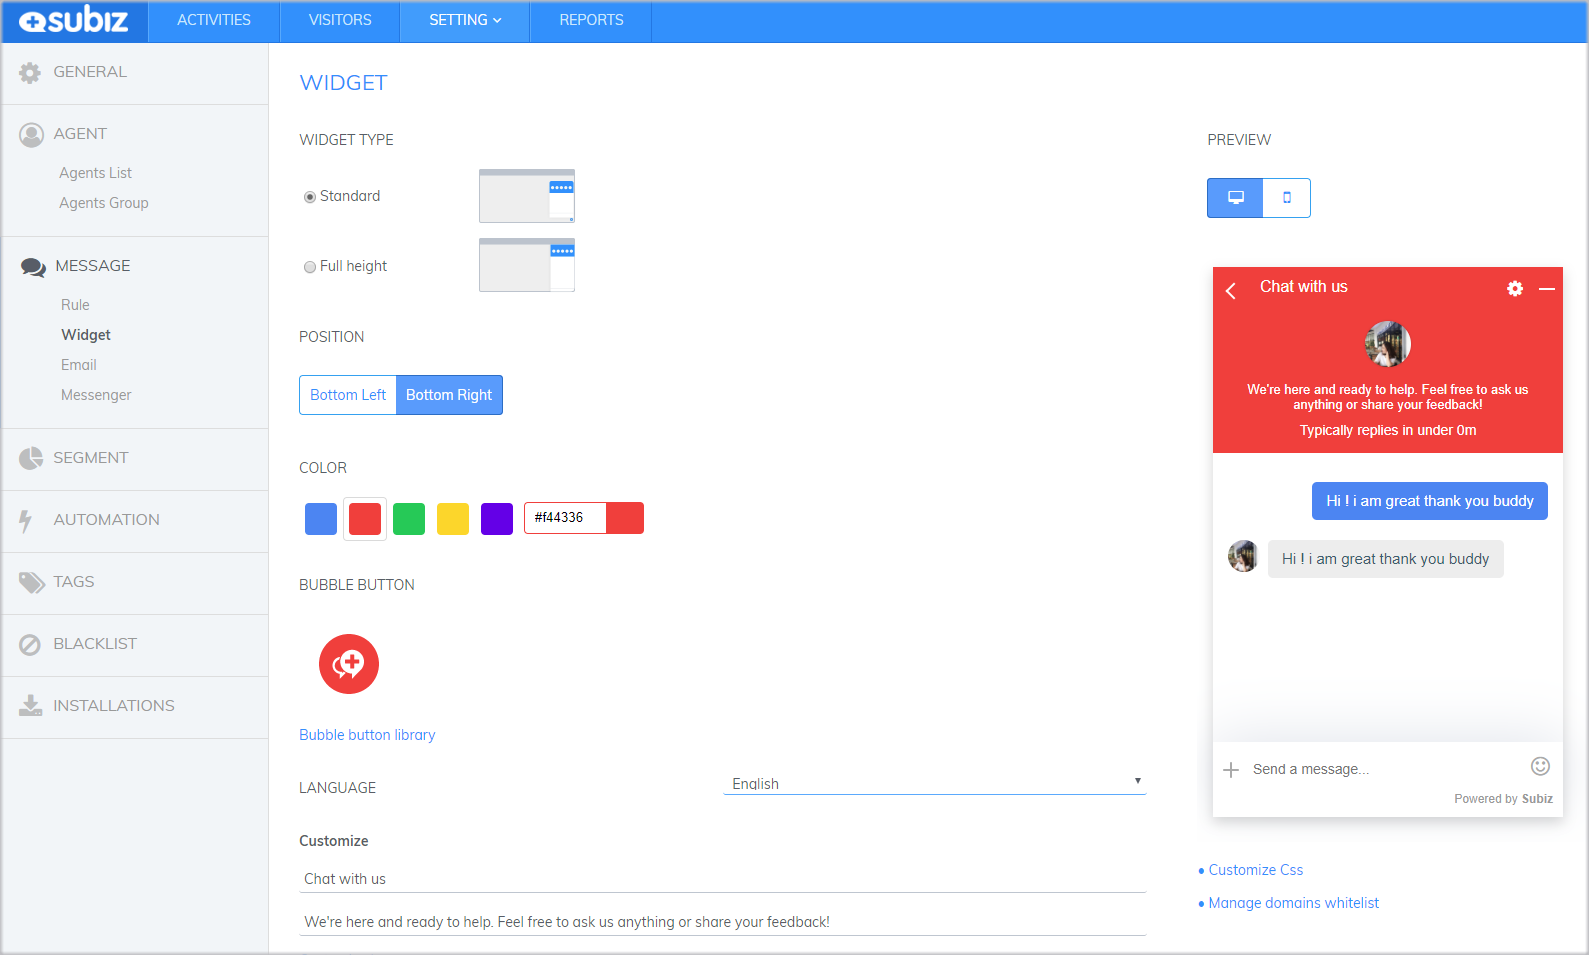 subiz
ACTIVITIES
VISITORS
SETTING
REPORTS
GENERAL
AGENT
Agents List
Agents Group
MESSAGE
Rule
Widget
Email
Messenger
SEGMENT
AUTOMATION
TAGS
BLACKLIST
INSTALLATIONS
WIDGET
WIDGET TYPE
Standard
Full height
POSITION
Bottom Left
Bottom Right
COLOR
#f44336
BUBBLE BUTTON
Bubble button library
LANGUAGE
English
Customize
Chat with us
We're here and ready to help. Feel free to ask us anything or share your feedback!
PREVIEW
Chat with us
We're here and ready to help. Feel free to ask us
anything or share your feedback!
Typically replies in under 0m
Hi ! i am great thank you buddy
Hi ! i am great thank you buddy
Send a message...
Powered by Subiz
• Customize Css
• Manage domains whitelist